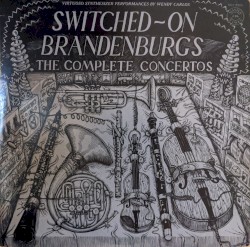 VIRTUOSO SYNTHESIZER PERFORMANCES BY WENDY CARLOS
SWITCHED-ON
BRANDENBURGS
THE COMPLETE CONCERTOS